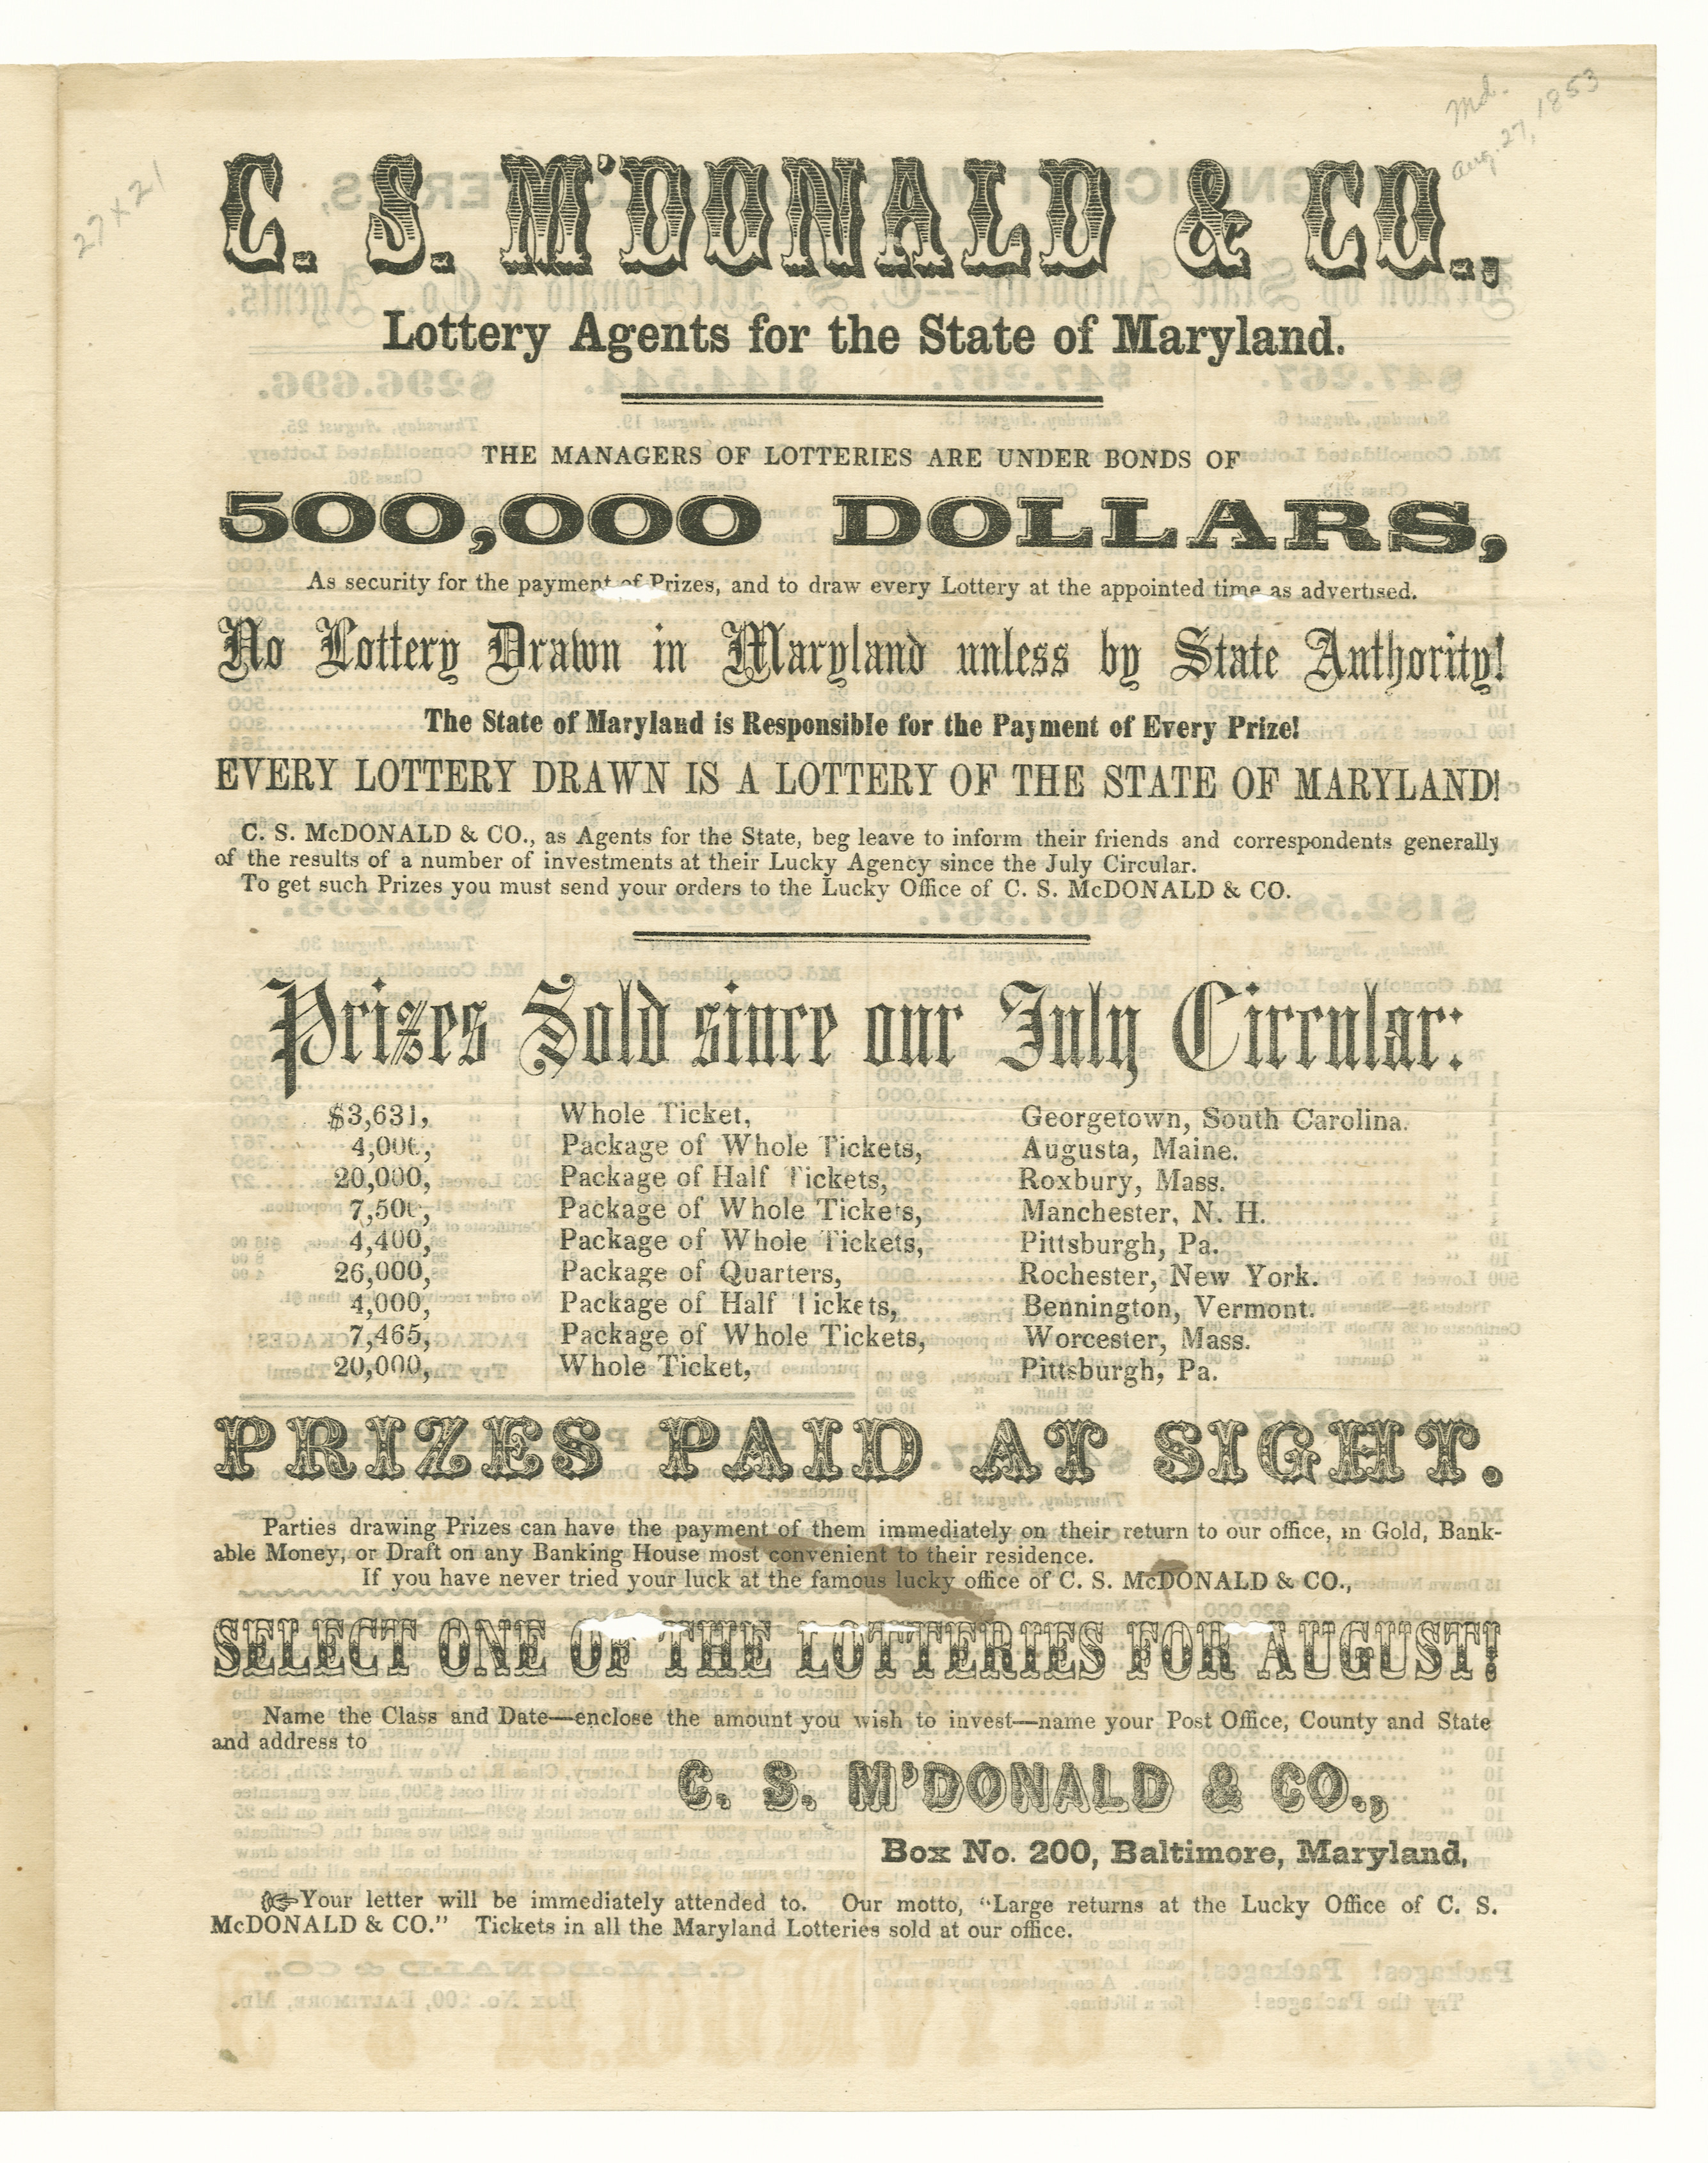 Md.
Aug. 27, 1853
27 x 21
C. S. M'DONALD & CO.,
Lottery Agents for the State of Maryland.
THE MANAGERS OF LOTTERIES ARE UNDER BONDS OF
500,000 DOLLARS,
As security for the payment of Prizes, and to draw every Lottery at the appointed time as advertised.
No Lottery Drawn in Maryland unless by State Authority!
The State of Maryland is Responsible for the Payment of Every Prize!
EVERY LOTTERY DRAWN IS A LOTTERY OF THE STATE OF MARYLAND!
C. S. McDONALD & CO., as Agents for the State, beg leave to inform their friends and correspondents generally
of the results of a number of investments at their Lucky Agency since the July Circular.
To get such Prizes you must send your orders to the Lucky Office of C. S. McDONALD & CO.
Prizes Sold since our July Circular:
$3,631, Whole Ticket, Georgetown, South Carolina.
4,000, Package of Whole Tickets, Augusta, Maine.
20,000, Package of Half Tickets, Roxbury, Mass.
7,500, Package of Whole Tickets, Manchester, N. H.
4,400, Package of Whole Tickets, Pittsburgh, Pa.
26,000, Package of Quarters, Rochester, New York.
4,000, Package of Half Tickets, Bennington, Vermont.
7,465, Package of Whole Tickets, Worcester, Mass.
20,000, Whole Ticket, Pittsburgh, Pa.
PRIZES PAID AT SIGHT.
Parties drawing Prizes can have the payment of them immediately on their return to our office, in Gold, Bank-
able Money, or Draft on any Banking House most convenient to their residence.
If you have never tried your luck at the famous lucky office of C. S. McDONALD & CO.,
SELECT ONE OF THE LOTTERIES FOR AUGUST!
Name the Class and Date—enclose the amount you wish to invest—name your Post Office, County and State
and address to
C. S. M'DONALD & CO.,
Box No. 200, Baltimore, Maryland,
☞Your letter will be immediately attended to. Our motto, "Large returns at the Lucky Office of C. S.
McDONALD & CO." Tickets in all the Maryland Lotteries sold at our office.